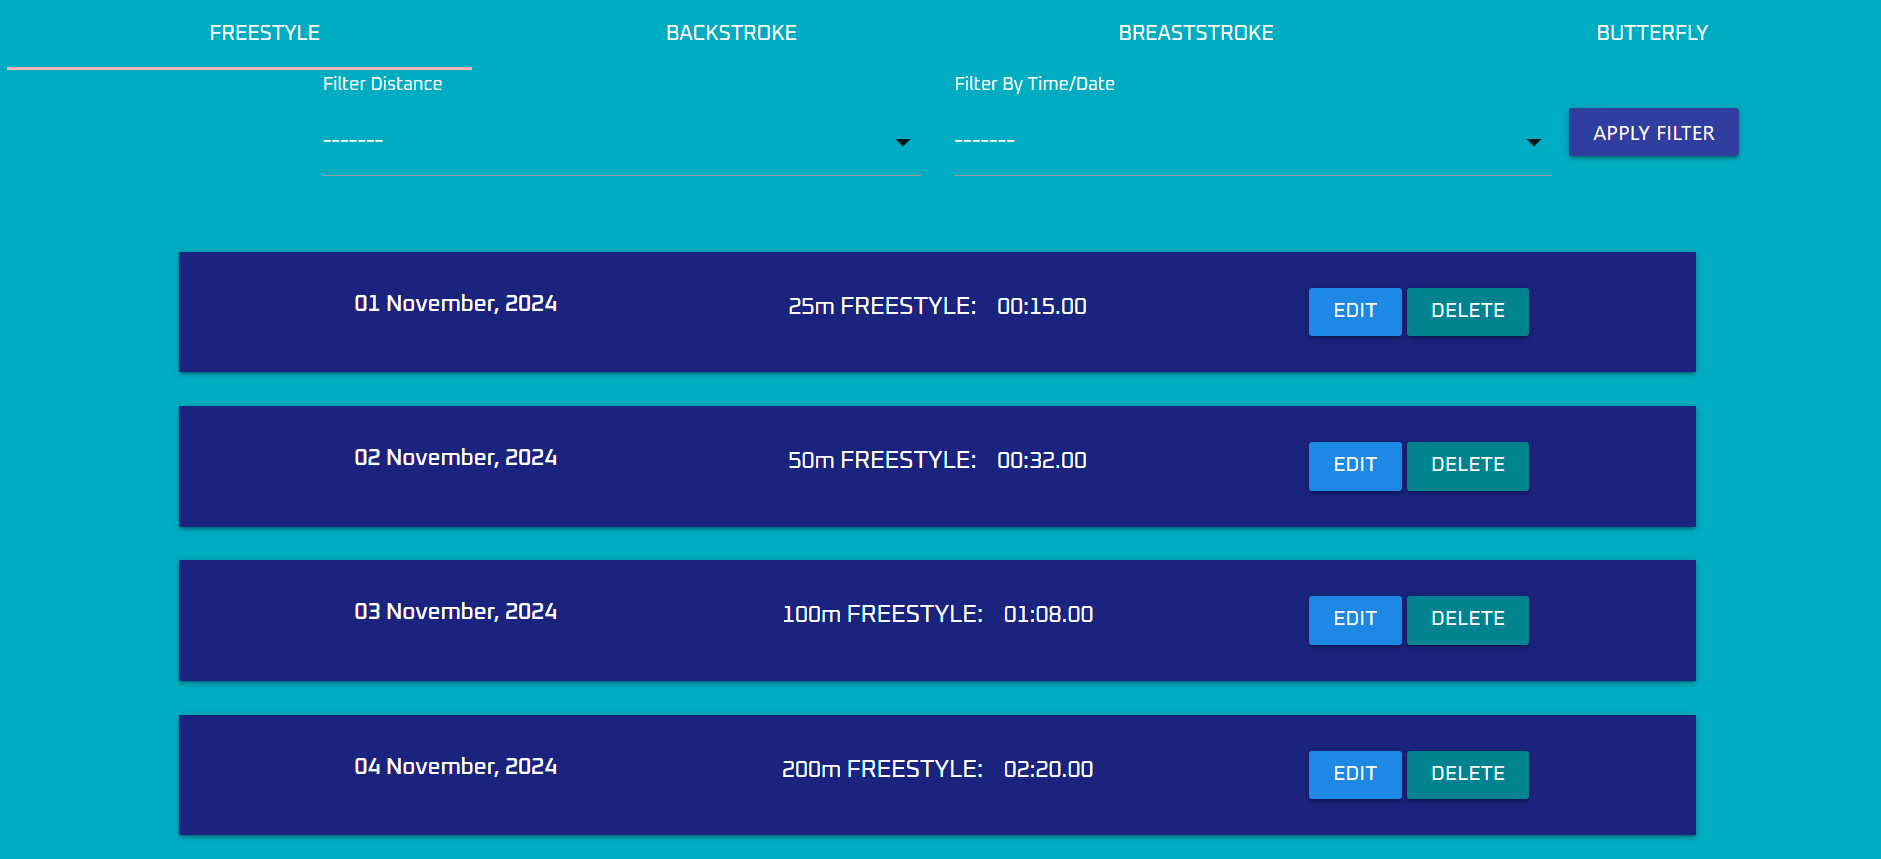 FREESTYLE BACKSTROKE BREASTSTROKE BUTTERFLY
Filter Distance Filter By Time/Date
------- ------- APPLY FILTER
01 November, 2024 25m FREESTYLE: 00:15.00 EDIT DELETE
02 November, 2024 50m FREESTYLE: 00:32.00 EDIT DELETE
03 November, 2024 100m FREESTYLE: 01:08.00 EDIT DELETE
04 November, 2024 200m FREESTYLE: 02:20.00 EDIT DELETE